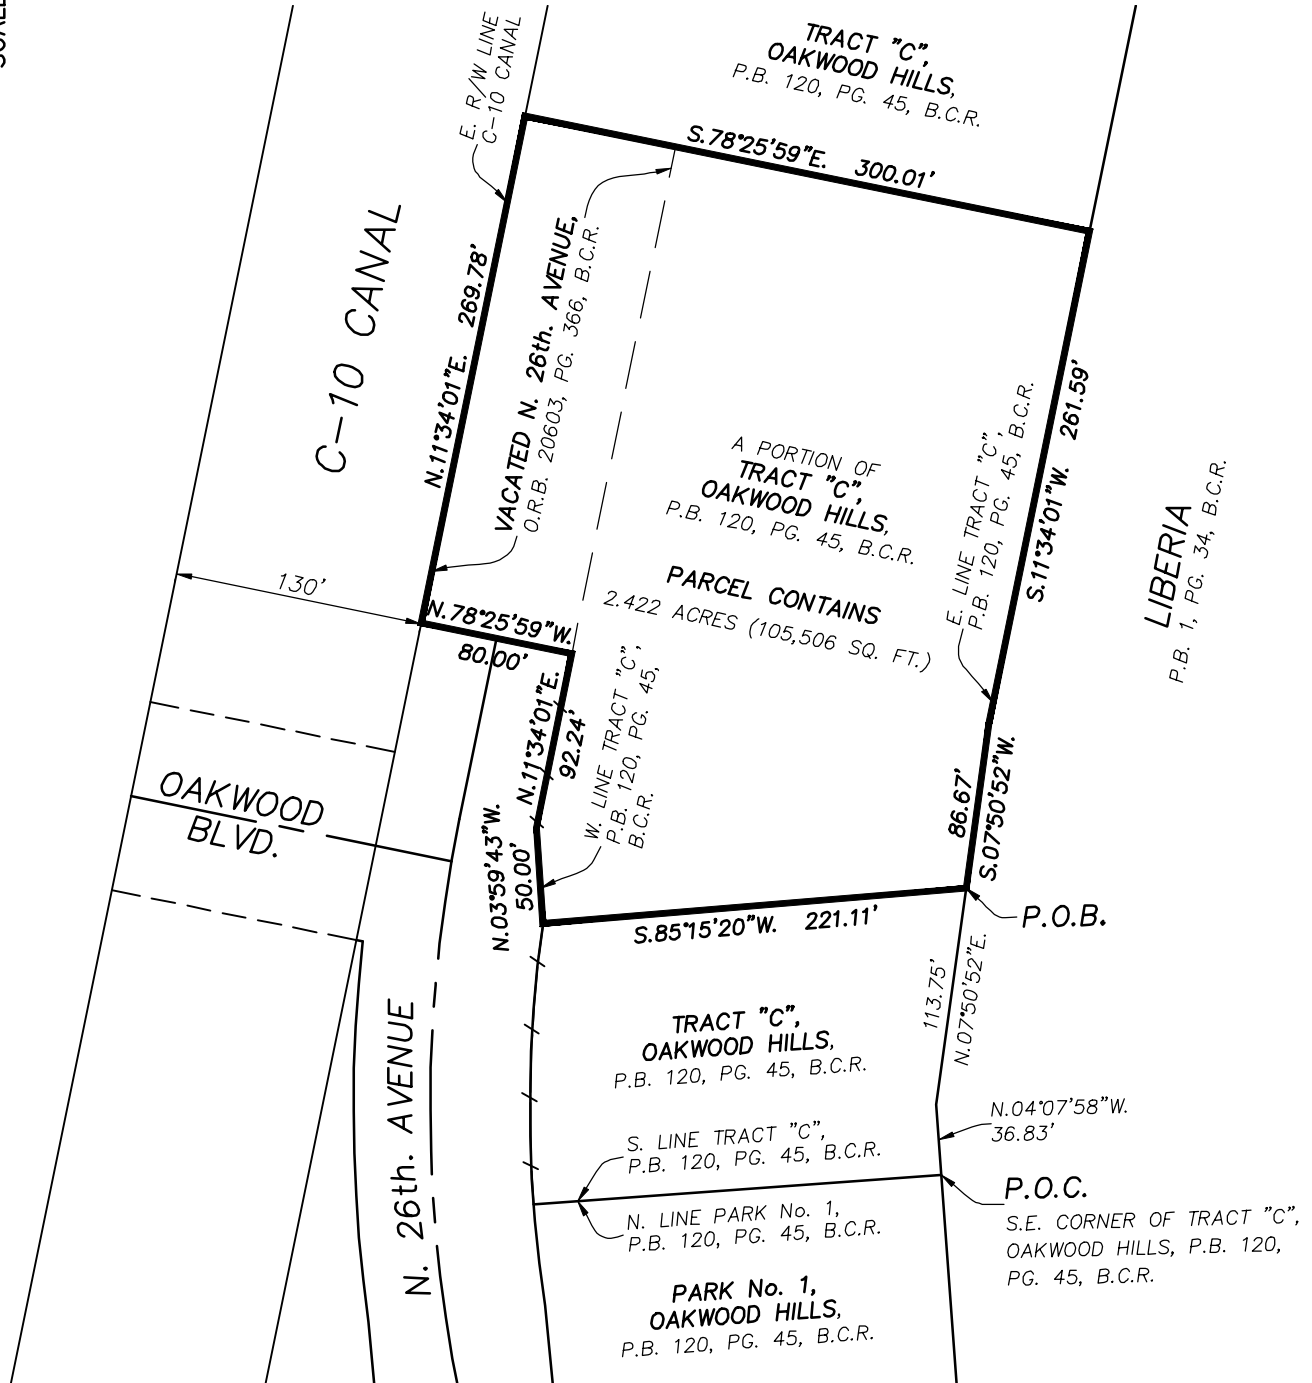 TRACT "C",
OAKWOOD HILLS,
P.B. 120, PG. 45, B.C.R.
E. R/W LINE
C-10 CANAL
S.78°25'59"E. 300.01'
C-10 CANAL
N.11°34'01"E. 269.78'
VACATED N. 26th. AVENUE,
O.R.B. 20603, PG. 366, B.C.R.
A PORTION OF
TRACT "C",
OAKWOOD HILLS,
P.B. 120, PG. 45, B.C.R.
PARCEL CONTAINS
2.422 ACRES (105,506 SQ. FT.)
E. LINE TRACT "C",
P.B. 120, PG. 45, B.C.R.
S.11°34'01"W. 261.59'
LIBERIA
P.B. 1, PG. 34, B.C.R.
130'
N.78°25'59"W.
80.00'
N.11°34'01"E.
92.24'
W. LINE TRACT "C",
P.B. 120, PG. 45,
B.C.R.
OAKWOOD
BLVD.
N.03°59'43"W.
50.00'
86.67'
S.07°50'52"W.
S.85°15'20"W. 221.11'
P.O.B.
113.75'
N.07°50'52"E.
N. 26th. AVENUE
TRACT "C",
OAKWOOD HILLS,
P.B. 120, PG. 45, B.C.R.
N.04°07'58"W.
36.83'
S. LINE TRACT "C",
P.B. 120, PG. 45, B.C.R.
P.O.C.
S.E. CORNER OF TRACT "C",
OAKWOOD HILLS, P.B. 120,
PG. 45, B.C.R.
N. LINE PARK No. 1,
P.B. 120, PG. 45, B.C.R.
PARK No. 1,
OAKWOOD HILLS,
P.B. 120, PG. 45, B.C.R.